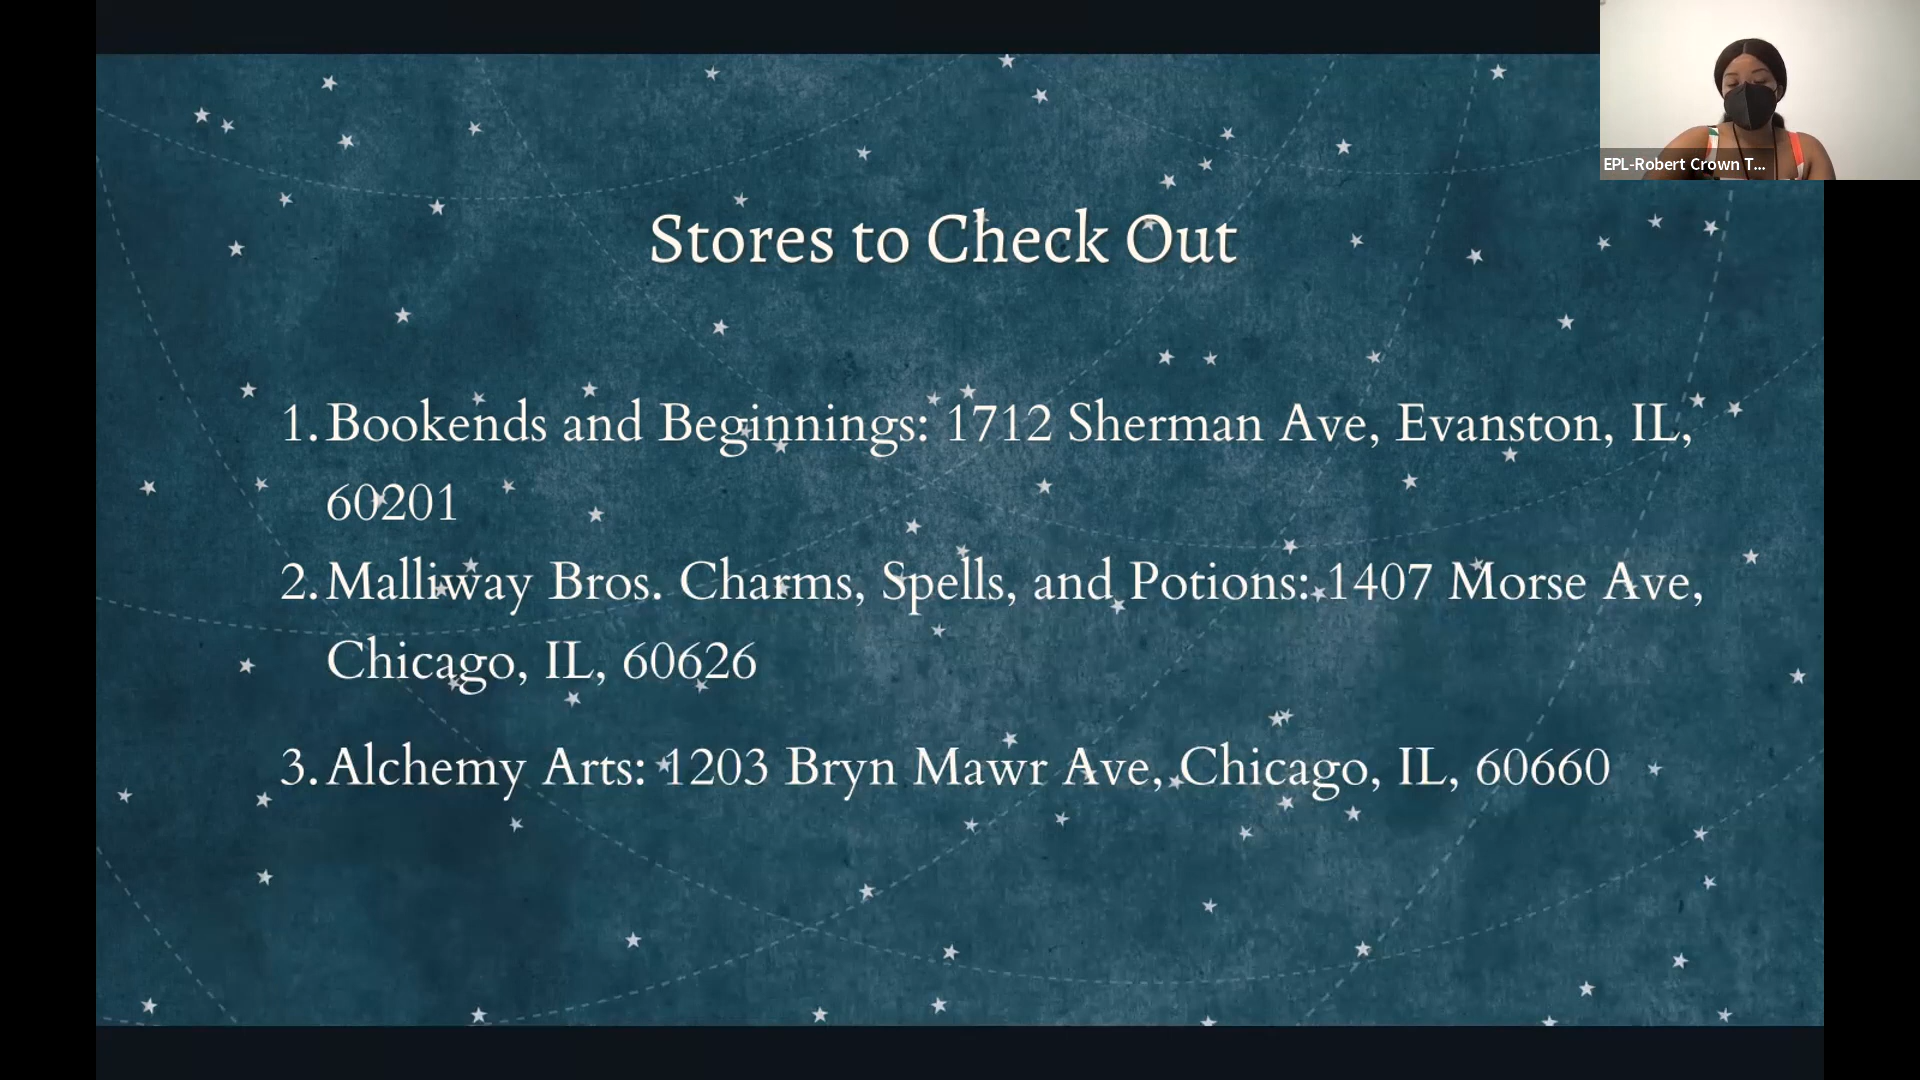 EPL-Robert Crown T...
Stores to Check Out
1. Bookends and Beginnings: 1712 Sherman Ave, Evanston, IL,
60201
2. Malliway Bros. Charms, Spells, and Potions: 1407 Morse Ave,
Chicago, IL, 60626
3. Alchemy Arts: 1203 Bryn Mawr Ave, Chicago, IL, 60660